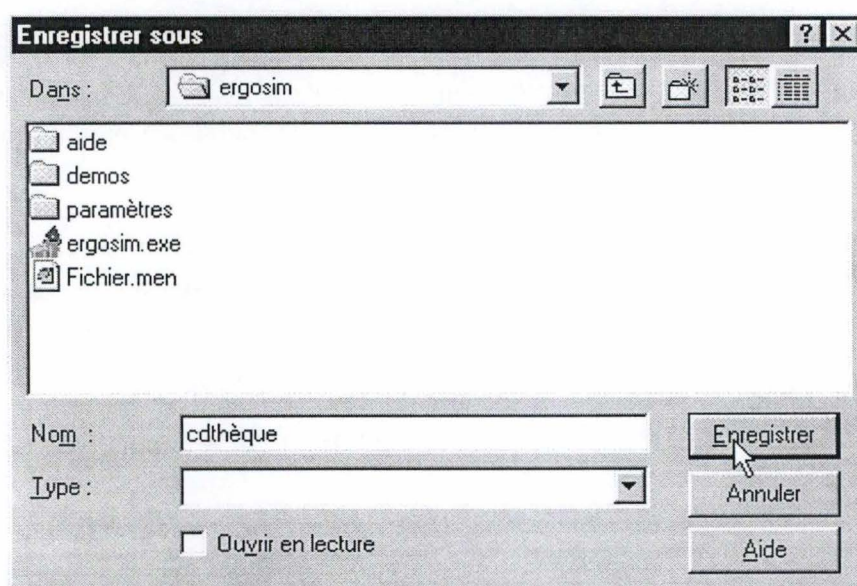 Enregistrer sous
Dans : ergosim
aide
demos
paramètres
ergosim.exe
Fichier.men
Nom : cdthèque Enregistrer
Type : Annuler
Ouvrir en lecture Aide